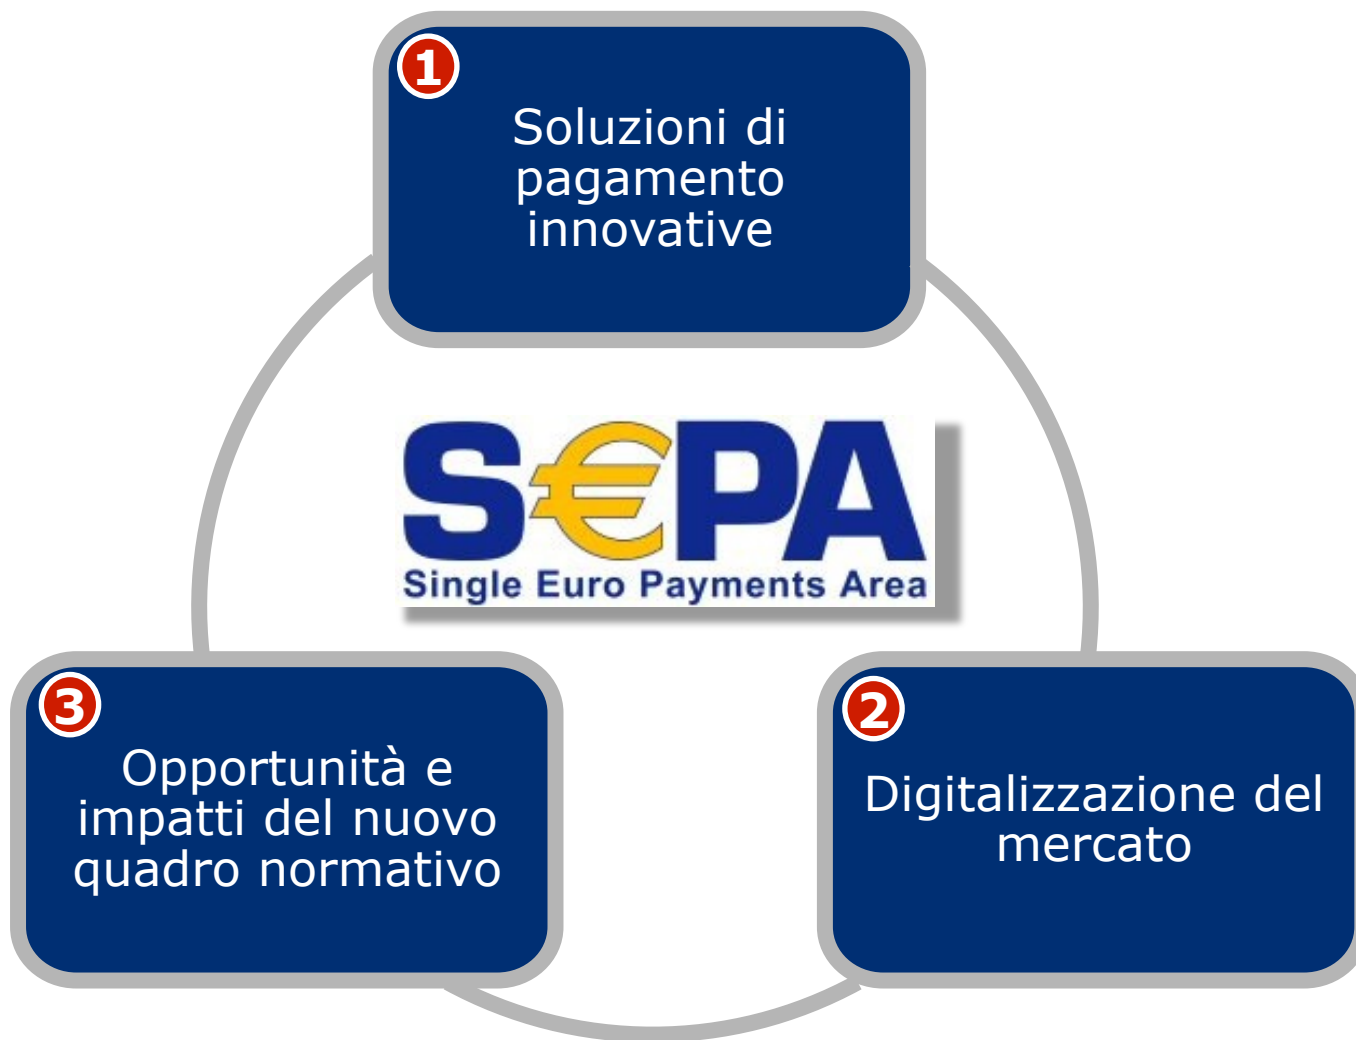 1
Soluzioni di
pagamento
innovative
S€PA
Single Euro Payments Area
3
Opportunità e
impatti del nuovo
quadro normativo
2
Digitalizzazione del
mercato